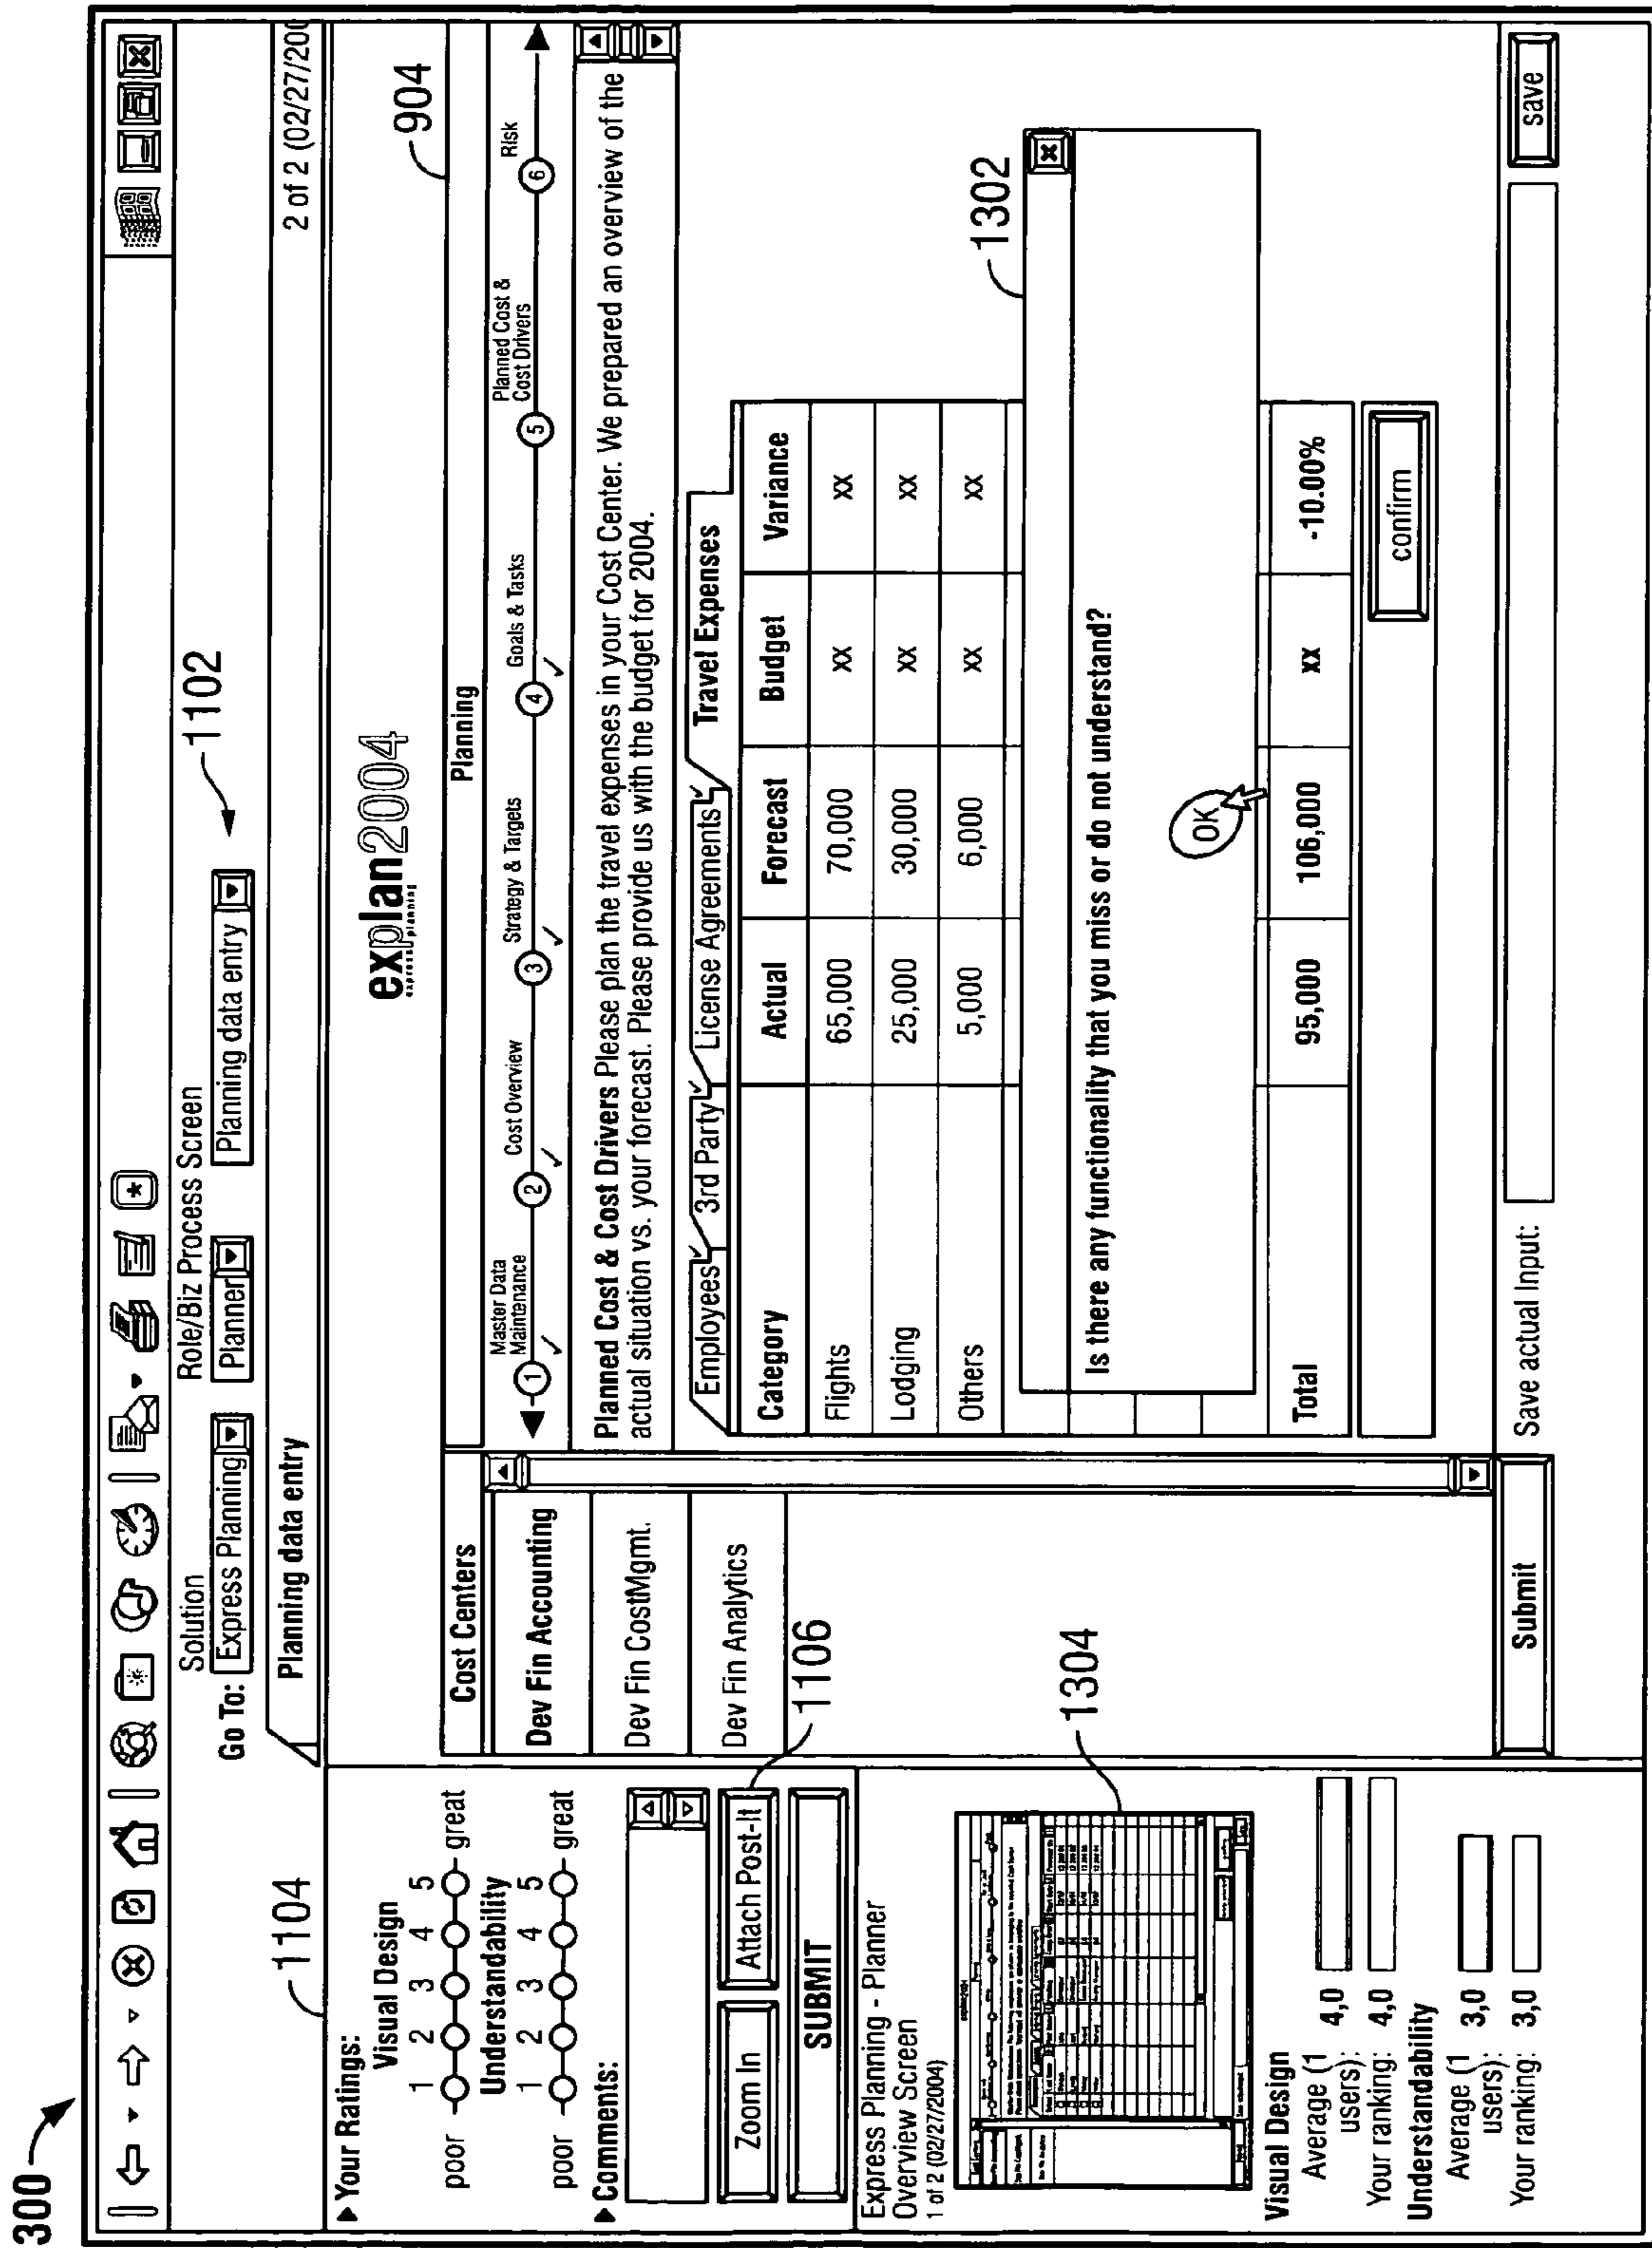 300
Solution
Role/Biz Process Screen
Go To: Express Planning Planner Planning data entry
1102
Planning data entry
2 of 2 (02/27/200
1104
▶ Your Ratings:
Visual Design
1 2 3 4 5
poor great
Understandability
1 2 3 4 5
poor great
▶ Comments:
Zoom In Attach Post-It
1106
SUBMIT
Express Planning - Planner
Overview Screen
1 of 2 (02/27/2004)
1304
Visual Design
Average (1
users): 4,0
Your ranking: 4,0
Understandability
Average (1
users): 3,0
Your ranking: 3,0
explan2004
express planning
904
Cost Centers
Dev Fin Accounting
Dev Fin CostMgmt.
Dev Fin Analytics
Submit
Planning
Master Data
Maintenance
Cost Overview
Strategy & Targets
Goals & Tasks
Planned Cost &
Cost Drivers
Risk
1 2 3 4 5 6
Planned Cost & Cost Drivers Please plan the travel expenses in your Cost Center. We prepared an overview of the
actual situation vs. your forecast. Please provide us with the budget for 2004.
Employees 3rd Party License Agreements Travel Expenses
Category Actual Forecast Budget Variance
Flights 65,000 70,000 xx xx
Lodging 25,000 30,000 xx xx
Others 5,000 6,000 xx xx
1302
Is there any functionality that you miss or do not understand?
OK
Total 95,000 106,000 xx -10.00%
confirm
Save actual Input: save